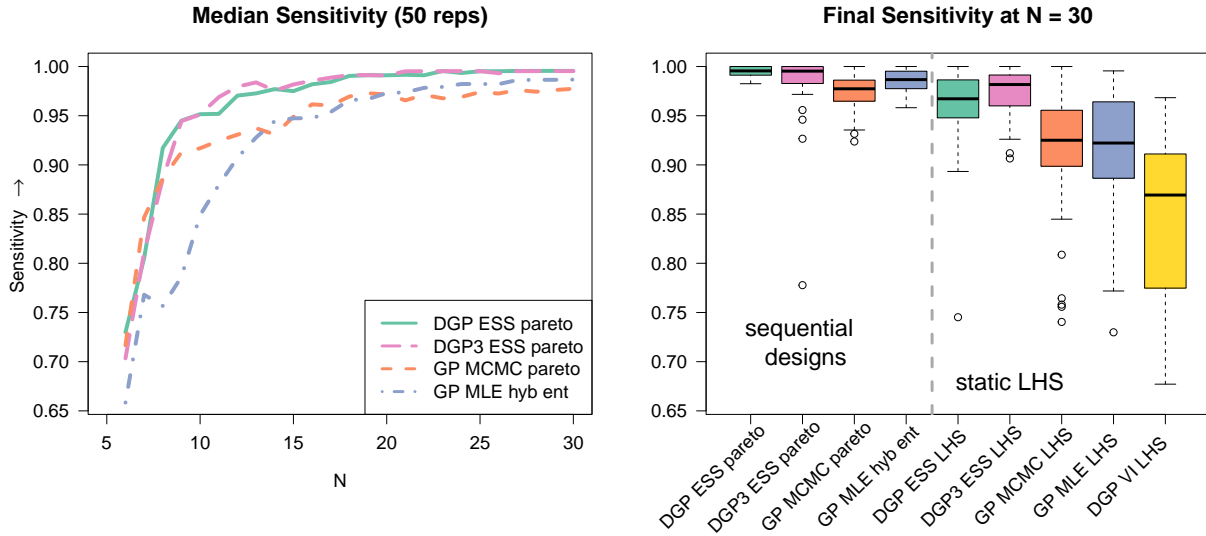 Median Sensitivity (50 reps)
Sensitivity →
1.00
0.95
0.90
0.85
0.80
0.75
0.70
0.65
5
10
15
20
25
30
N
DGP ESS pareto
DGP3 ESS pareto
GP MCMC pareto
GP MLE hyb ent
Final Sensitivity at N = 30
1.00
0.95
0.90
0.85
0.80
0.75
0.70
0.65
sequential
designs
static LHS
DGP ESS pareto
DGP3 ESS pareto
GP MCMC pareto
GP MLE hyb ent
DGP ESS LHS
DGP3 ESS LHS
GP MCMC LHS
GP MLE LHS
DGP VI LHS